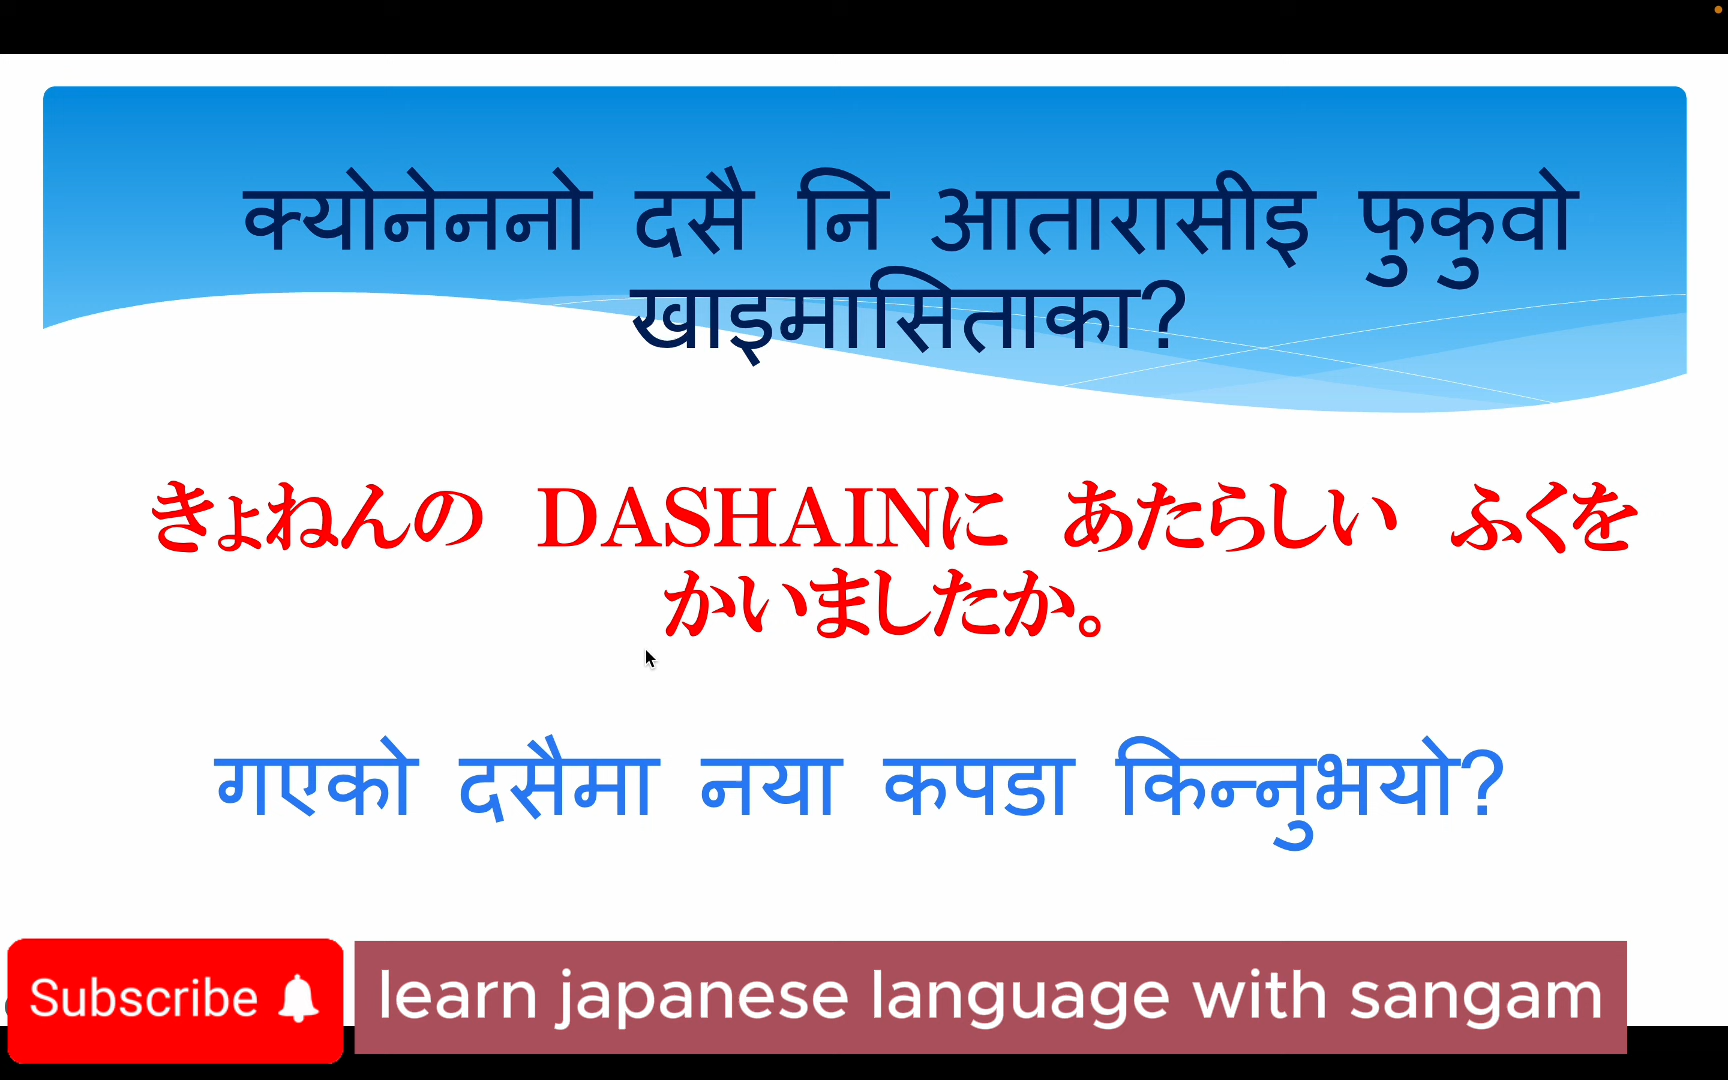 क्योनेननो दसै नि आतारासीइ फुकुवो
खाइमासिताका?
きょねんの DASHAINに あたらしい ふくを
かいましたか。
गएको दसैमा नया कपडा किन्नुभयो?
Subscribe
learn japanese language with sangam